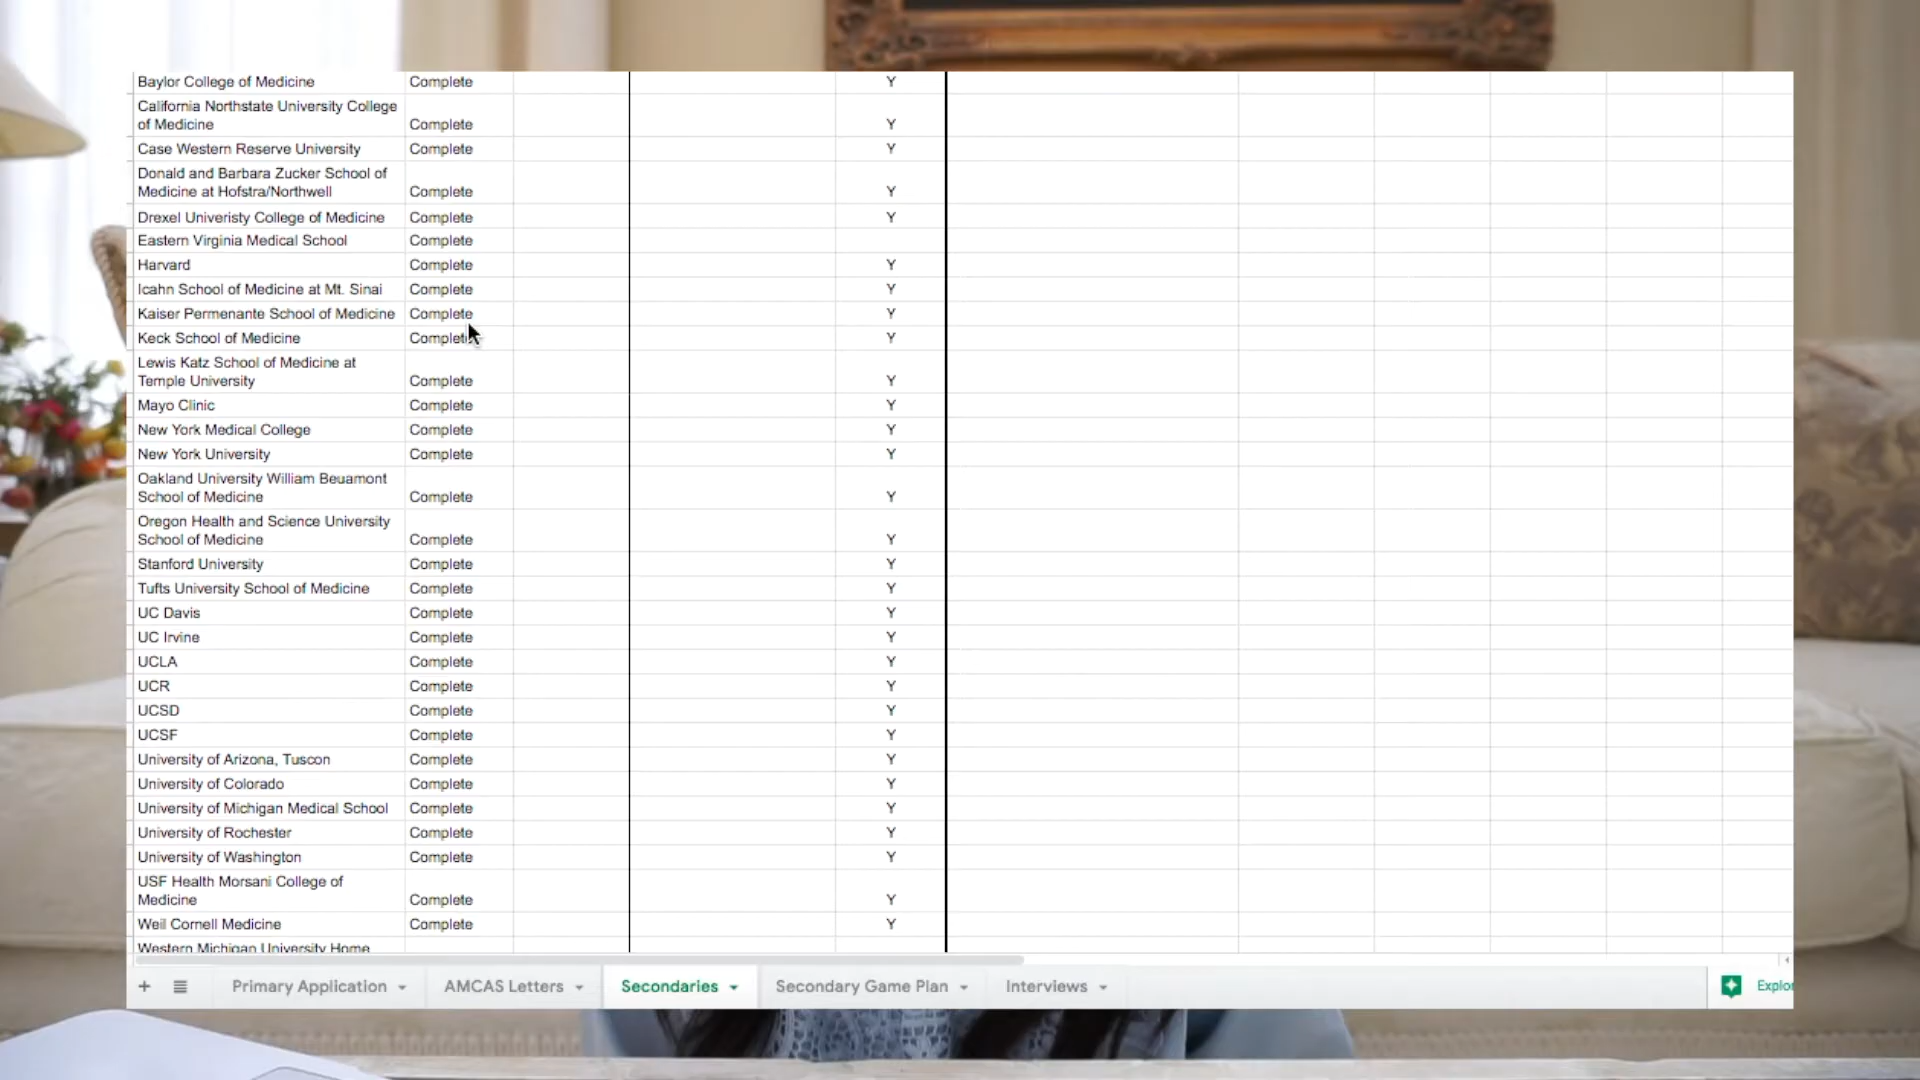 Baylor College of Medicine Complete Y
California Northstate University College
of Medicine Complete Y
Case Western Reserve University Complete Y
Donald and Barbara Zucker School of
Medicine at Hofstra/Northwell Complete Y
Drexel Univeristy College of Medicine Complete Y
Eastern Virginia Medical School Complete
Harvard Complete Y
Icahn School of Medicine at Mt. Sinai Complete Y
Kaiser Permenante School of Medicine Complete Y
Keck School of Medicine Complete Y
Lewis Katz School of Medicine at
Temple University Complete Y
Mayo Clinic Complete Y
New York Medical College Complete Y
New York University Complete Y
Oakland University William Beuamont
School of Medicine Complete Y
Oregon Health and Science University
School of Medicine Complete Y
Stanford University Complete Y
Tufts University School of Medicine Complete Y
UC Davis Complete Y
UC Irvine Complete Y
UCLA Complete Y
UCR Complete Y
UCSD Complete Y
UCSF Complete Y
University of Arizona, Tuscon Complete Y
University of Colorado Complete Y
University of Michigan Medical School Complete Y
University of Rochester Complete Y
University of Washington Complete Y
USF Health Morsani College of
Medicine Complete Y
Weil Cornell Medicine Complete Y
Western Michigan University Home
+ Primary Application AMCAS Letters Secondaries Secondary Game Plan Interviews Explor